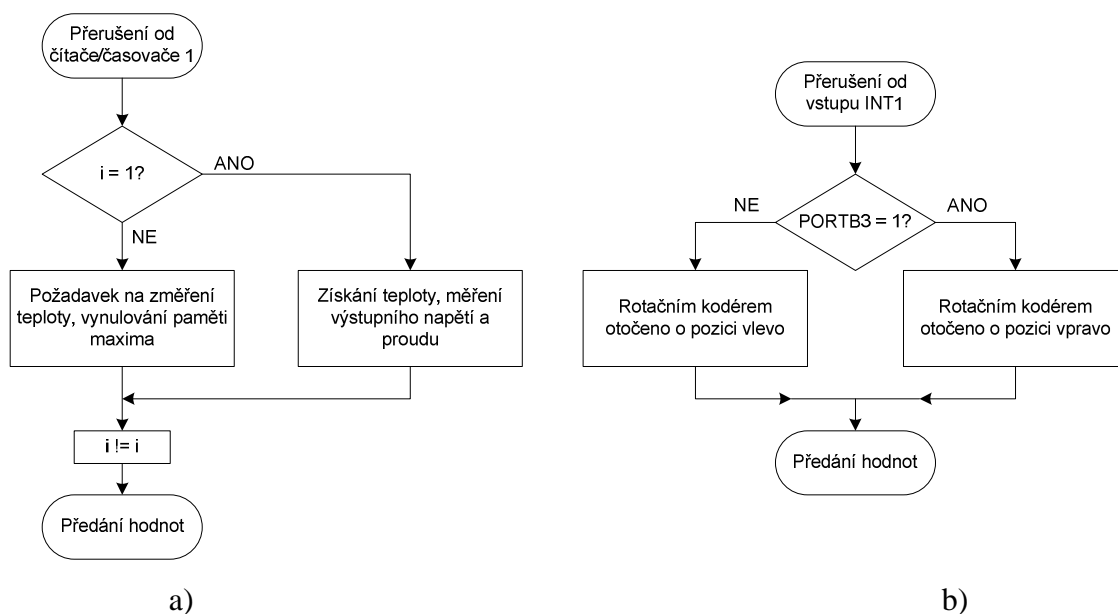 Přerušení od
čítače/časovače 1
i = 1?
ANO
NE
Požadavek na změření
teploty, vynulování paměti
maxima
Získání teploty, měření
výstupního napětí a
proudu
i != i
Předání hodnot
a)
Přerušení od
vstupu INT1
PORTB3 = 1?
NE
ANO
Rotačním kodérem
otočeno o pozici vlevo
Rotačním kodérem
otočeno o pozici vpravo
Předání hodnot
b)